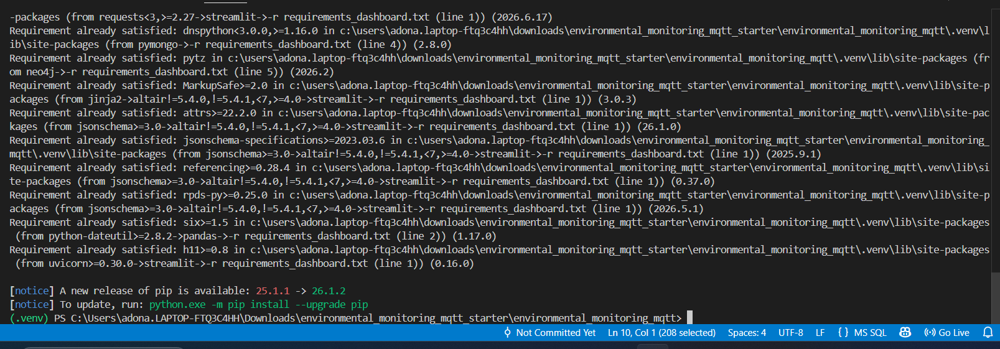 -packages (from requests<3,>=2.27->streamlit->-r requirements_dashboard.txt (line 1)) (2026.6.17)
Requirement already satisfied: dnspython<3.0.0,>=1.16.0 in c:\users\adona.laptop-ftq3c4hh\downloads\environmental_monitoring_mqtt_starter\environmental_monitoring_mqtt\.venv\l
ib\site-packages (from pymongo->-r requirements_dashboard.txt (line 4)) (2.8.0)
Requirement already satisfied: pytz in c:\users\adona.laptop-ftq3c4hh\downloads\environmental_monitoring_mqtt_starter\environmental_monitoring_mqtt\.venv\lib\site-packages (fr
om neo4j->-r requirements_dashboard.txt (line 5)) (2026.2)
Requirement already satisfied: MarkupSafe>=2.0 in c:\users\adona.laptop-ftq3c4hh\downloads\environmental_monitoring_mqtt_starter\environmental_monitoring_mqtt\.venv\lib\site-p
ackages (from jinja2->altair!=5.4.0,!=5.4.1,<7,>=4.0->streamlit->-r requirements_dashboard.txt (line 1)) (3.0.3)
Requirement already satisfied: attrs>=22.2.0 in c:\users\adona.laptop-ftq3c4hh\downloads\environmental_monitoring_mqtt_starter\environmental_monitoring_mqtt\.venv\lib\site-pac
kages (from jsonschema>=3.0->altair!=5.4.0,!=5.4.1,<7,>=4.0->streamlit->-r requirements_dashboard.txt (line 1)) (26.1.0)
Requirement already satisfied: jsonschema-specifications>=2023.03.6 in c:\users\adona.laptop-ftq3c4hh\downloads\environmental_monitoring_mqtt_starter\environmental_monitoring_
mqtt\.venv\lib\site-packages (from jsonschema>=3.0->altair!=5.4.0,!=5.4.1,<7,>=4.0->streamlit->-r requirements_dashboard.txt (line 1)) (2025.9.1)
Requirement already satisfied: referencing>=0.28.4 in c:\users\adona.laptop-ftq3c4hh\downloads\environmental_monitoring_mqtt_starter\environmental_monitoring_mqtt\.venv\lib\si
te-packages (from jsonschema>=3.0->altair!=5.4.0,!=5.4.1,<7,>=4.0->streamlit->-r requirements_dashboard.txt (line 1)) (0.37.0)
Requirement already satisfied: rpds-py>=0.25.0 in c:\users\adona.laptop-ftq3c4hh\downloads\environmental_monitoring_mqtt_starter\environmental_monitoring_mqtt\.venv\lib\site-p
ackages (from jsonschema>=3.0->altair!=5.4.0,!=5.4.1,<7,>=4.0->streamlit->-r requirements_dashboard.txt (line 1)) (2026.5.1)
Requirement already satisfied: six>=1.5 in c:\users\adona.laptop-ftq3c4hh\downloads\environmental_monitoring_mqtt_starter\environmental_monitoring_mqtt\.venv\lib\site-packages
(from python-dateutil>=2.8.2->pandas->-r requirements_dashboard.txt (line 2)) (1.17.0)
Requirement already satisfied: h11>=0.8 in c:\users\adona.laptop-ftq3c4hh\downloads\environmental_monitoring_mqtt_starter\environmental_monitoring_mqtt\.venv\lib\site-packages
(from uvicorn>=0.30.0->streamlit->-r requirements_dashboard.txt (line 1)) (0.16.0)
[notice] A new release of pip is available: 25.1.1 -> 26.1.2
[notice] To update, run: python.exe -m pip install --upgrade pip
(.venv) PS C:\Users\adona.LAPTOP-FTQ3C4HH\Downloads\environmental_monitoring_mqtt_starter\environmental_monitoring_mqtt>
Not Committed Yet Ln 10, Col 1 (208 selected) Spaces: 4 UTF-8 LF {} MS SQL Go Live